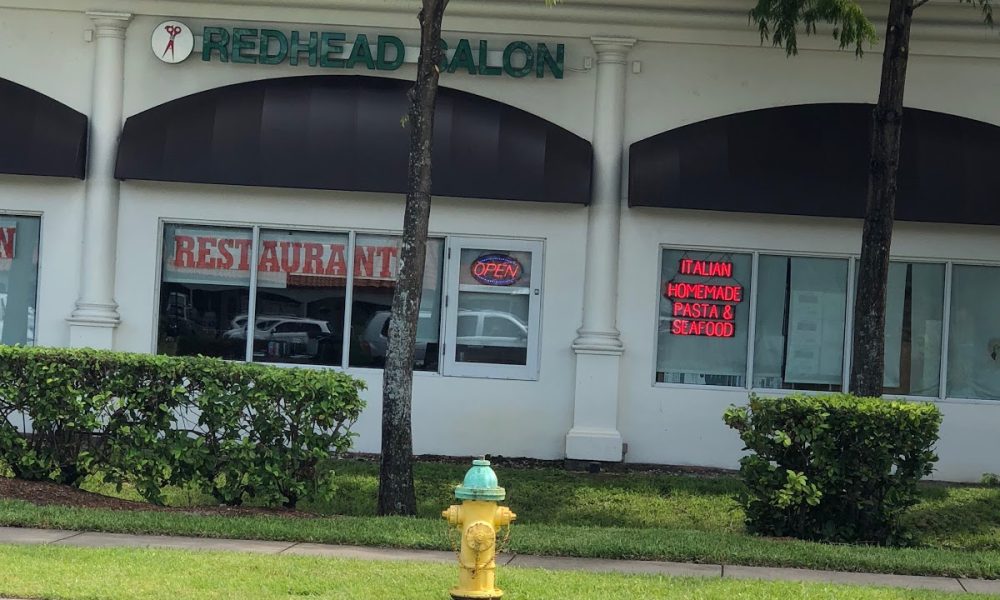 REDHEAD SALON
N
RESTAURANT
OPEN
ITALIAN
HOMEMADE
PASTA &
SEAFOOD